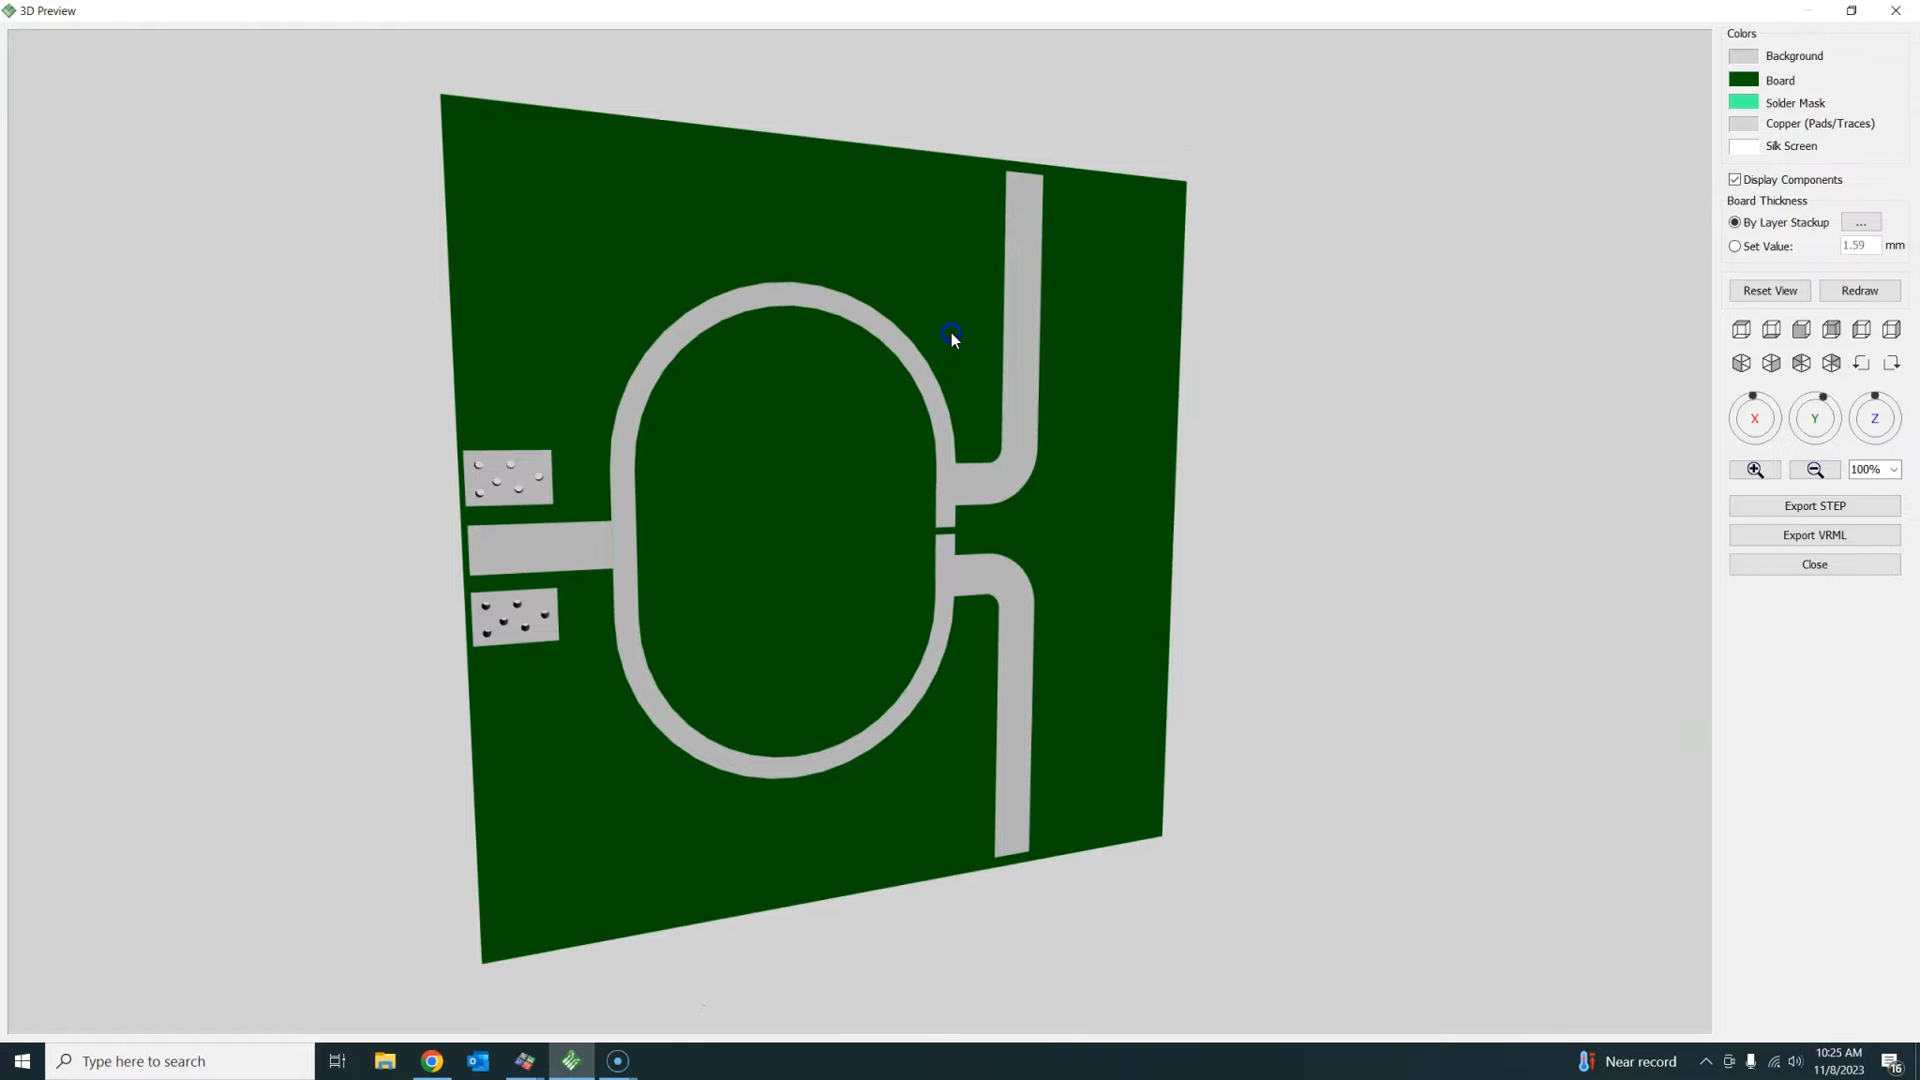 3D Preview
Colors
Background
Board
Solder Mask
Copper (Pads/Traces)
Silk Screen
Display Components
Board Thickness
By Layer Stackup ...
Set Value: 1.59 mm
Reset View Redraw
X Y Z
100%
Export STEP
Export VRML
Close
Type here to search
Near record
10:25 AM
11/8/2023
16